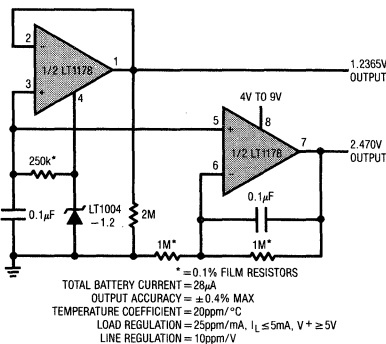 2
1
1.2365V
OUTPUT
−
1/2 LT1178
3
+
4
4V TO 9V
8
5
+
7
2.470V
OUTPUT
1/2 LT1178
6
−
250k*
0.1µF
LT1004
−1.2
2M
0.1µF
1M*
1M*
* = 0.1% FILM RESISTORS
TOTAL BATTERY CURRENT = 28µA
OUTPUT ACCURACY = ±0.4% MAX
TEMPERATURE COEFFICIENT = 20ppm/°C
LOAD REGULATION = 25ppm/mA, IL ≤ 5mA, V+ ≥ 5V
LINE REGULATION = 10ppm/V